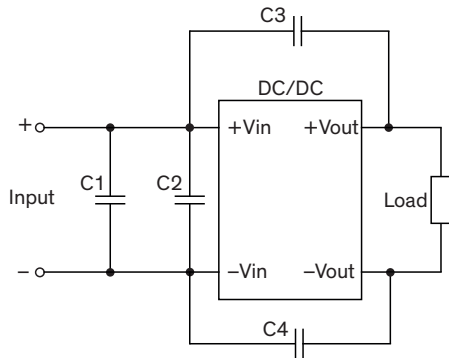 C3
DC/DC
+
+Vin
+Vout
Input
C1
C2
Load
–
–Vin
–Vout
C4